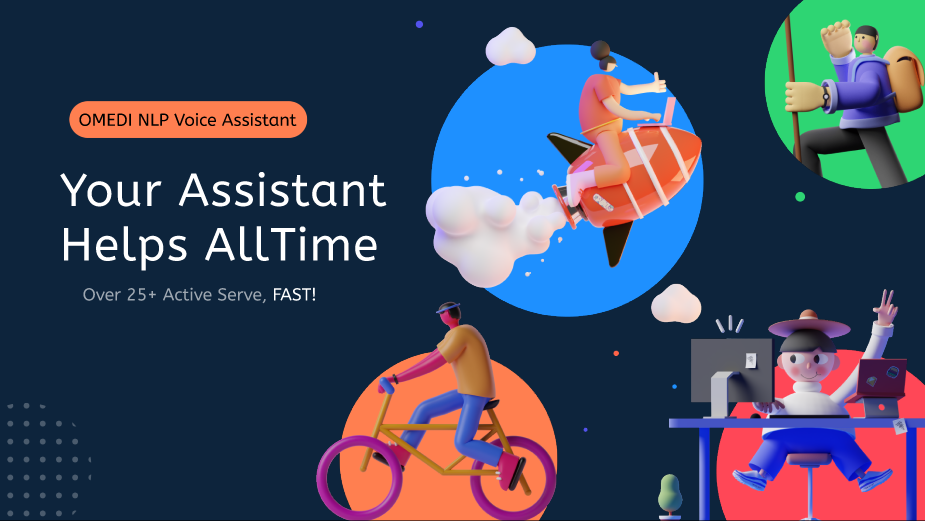 OMEDI NLP Voice Assistant
Your Assistant
Helps AllTime
Over 25+ Active Serve, FAST!